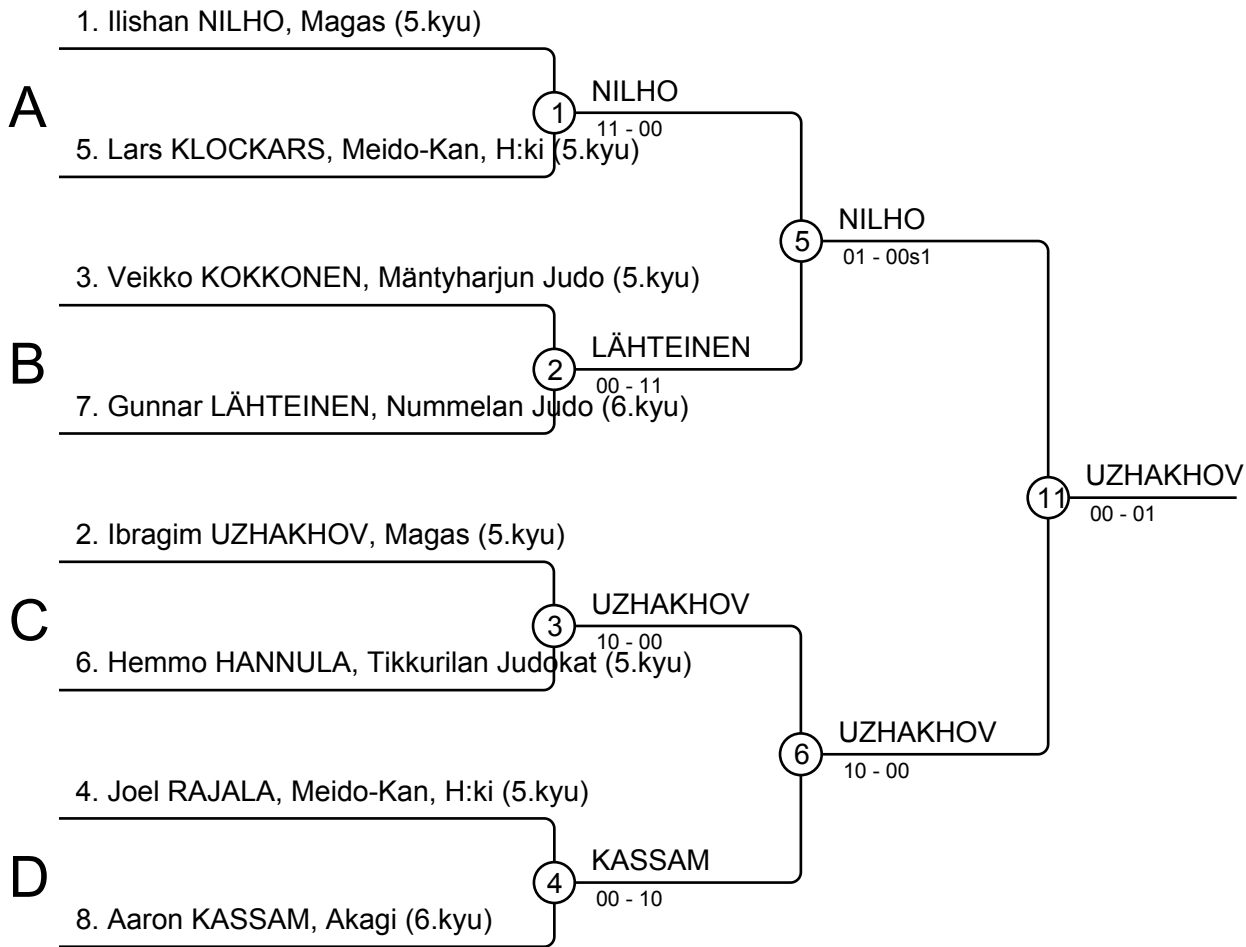 1. Ilishan NILHO, Magas (5.kyu)
A
1
NILHO
11 - 00
5. Lars KLOCKARS, Meido-Kan, H:ki (5.kyu)
5
NILHO
01 - 00s1
3. Veikko KOKKONEN, Mäntyharjun Judo (5.kyu)
B
2
LÄHTEINEN
00 - 11
7. Gunnar LÄHTEINEN, Nummelan Judo (6.kyu)
11
UZHAKHOV
00 - 01
2. Ibragim UZHAKHOV, Magas (5.kyu)
C
3
UZHAKHOV
10 - 00
6. Hemmo HANNULA, Tikkurilan Judokat (5.kyu)
6
UZHAKHOV
10 - 00
4. Joel RAJALA, Meido-Kan, H:ki (5.kyu)
D
4
KASSAM
00 - 10
8. Aaron KASSAM, Akagi (6.kyu)